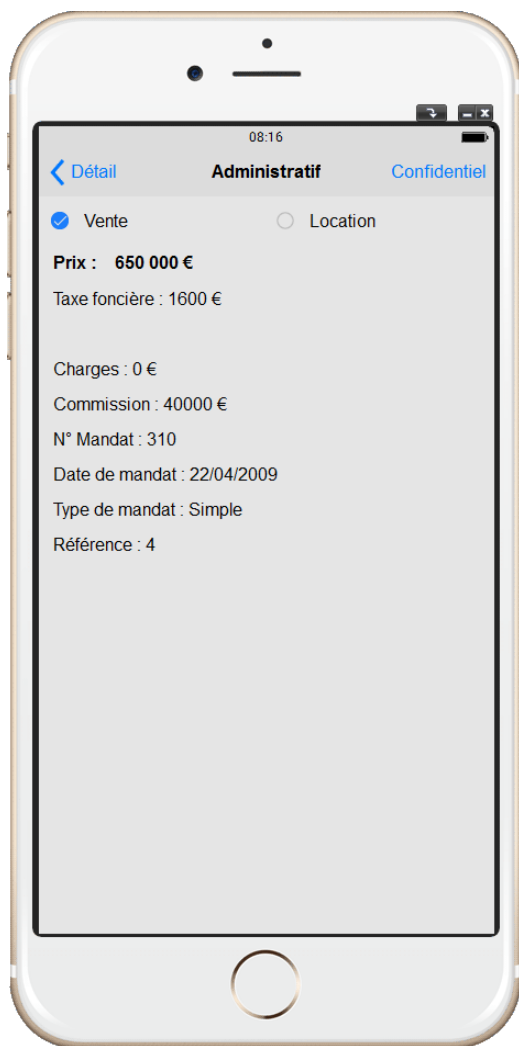 08:16
Détail Administratif Confidentiel
Vente Location
Prix : 650 000 €
Taxe foncière : 1600 €
Charges : 0 €
Commission : 40000 €
N° Mandat : 310
Date de mandat : 22/04/2009
Type de mandat : Simple
Référence : 4